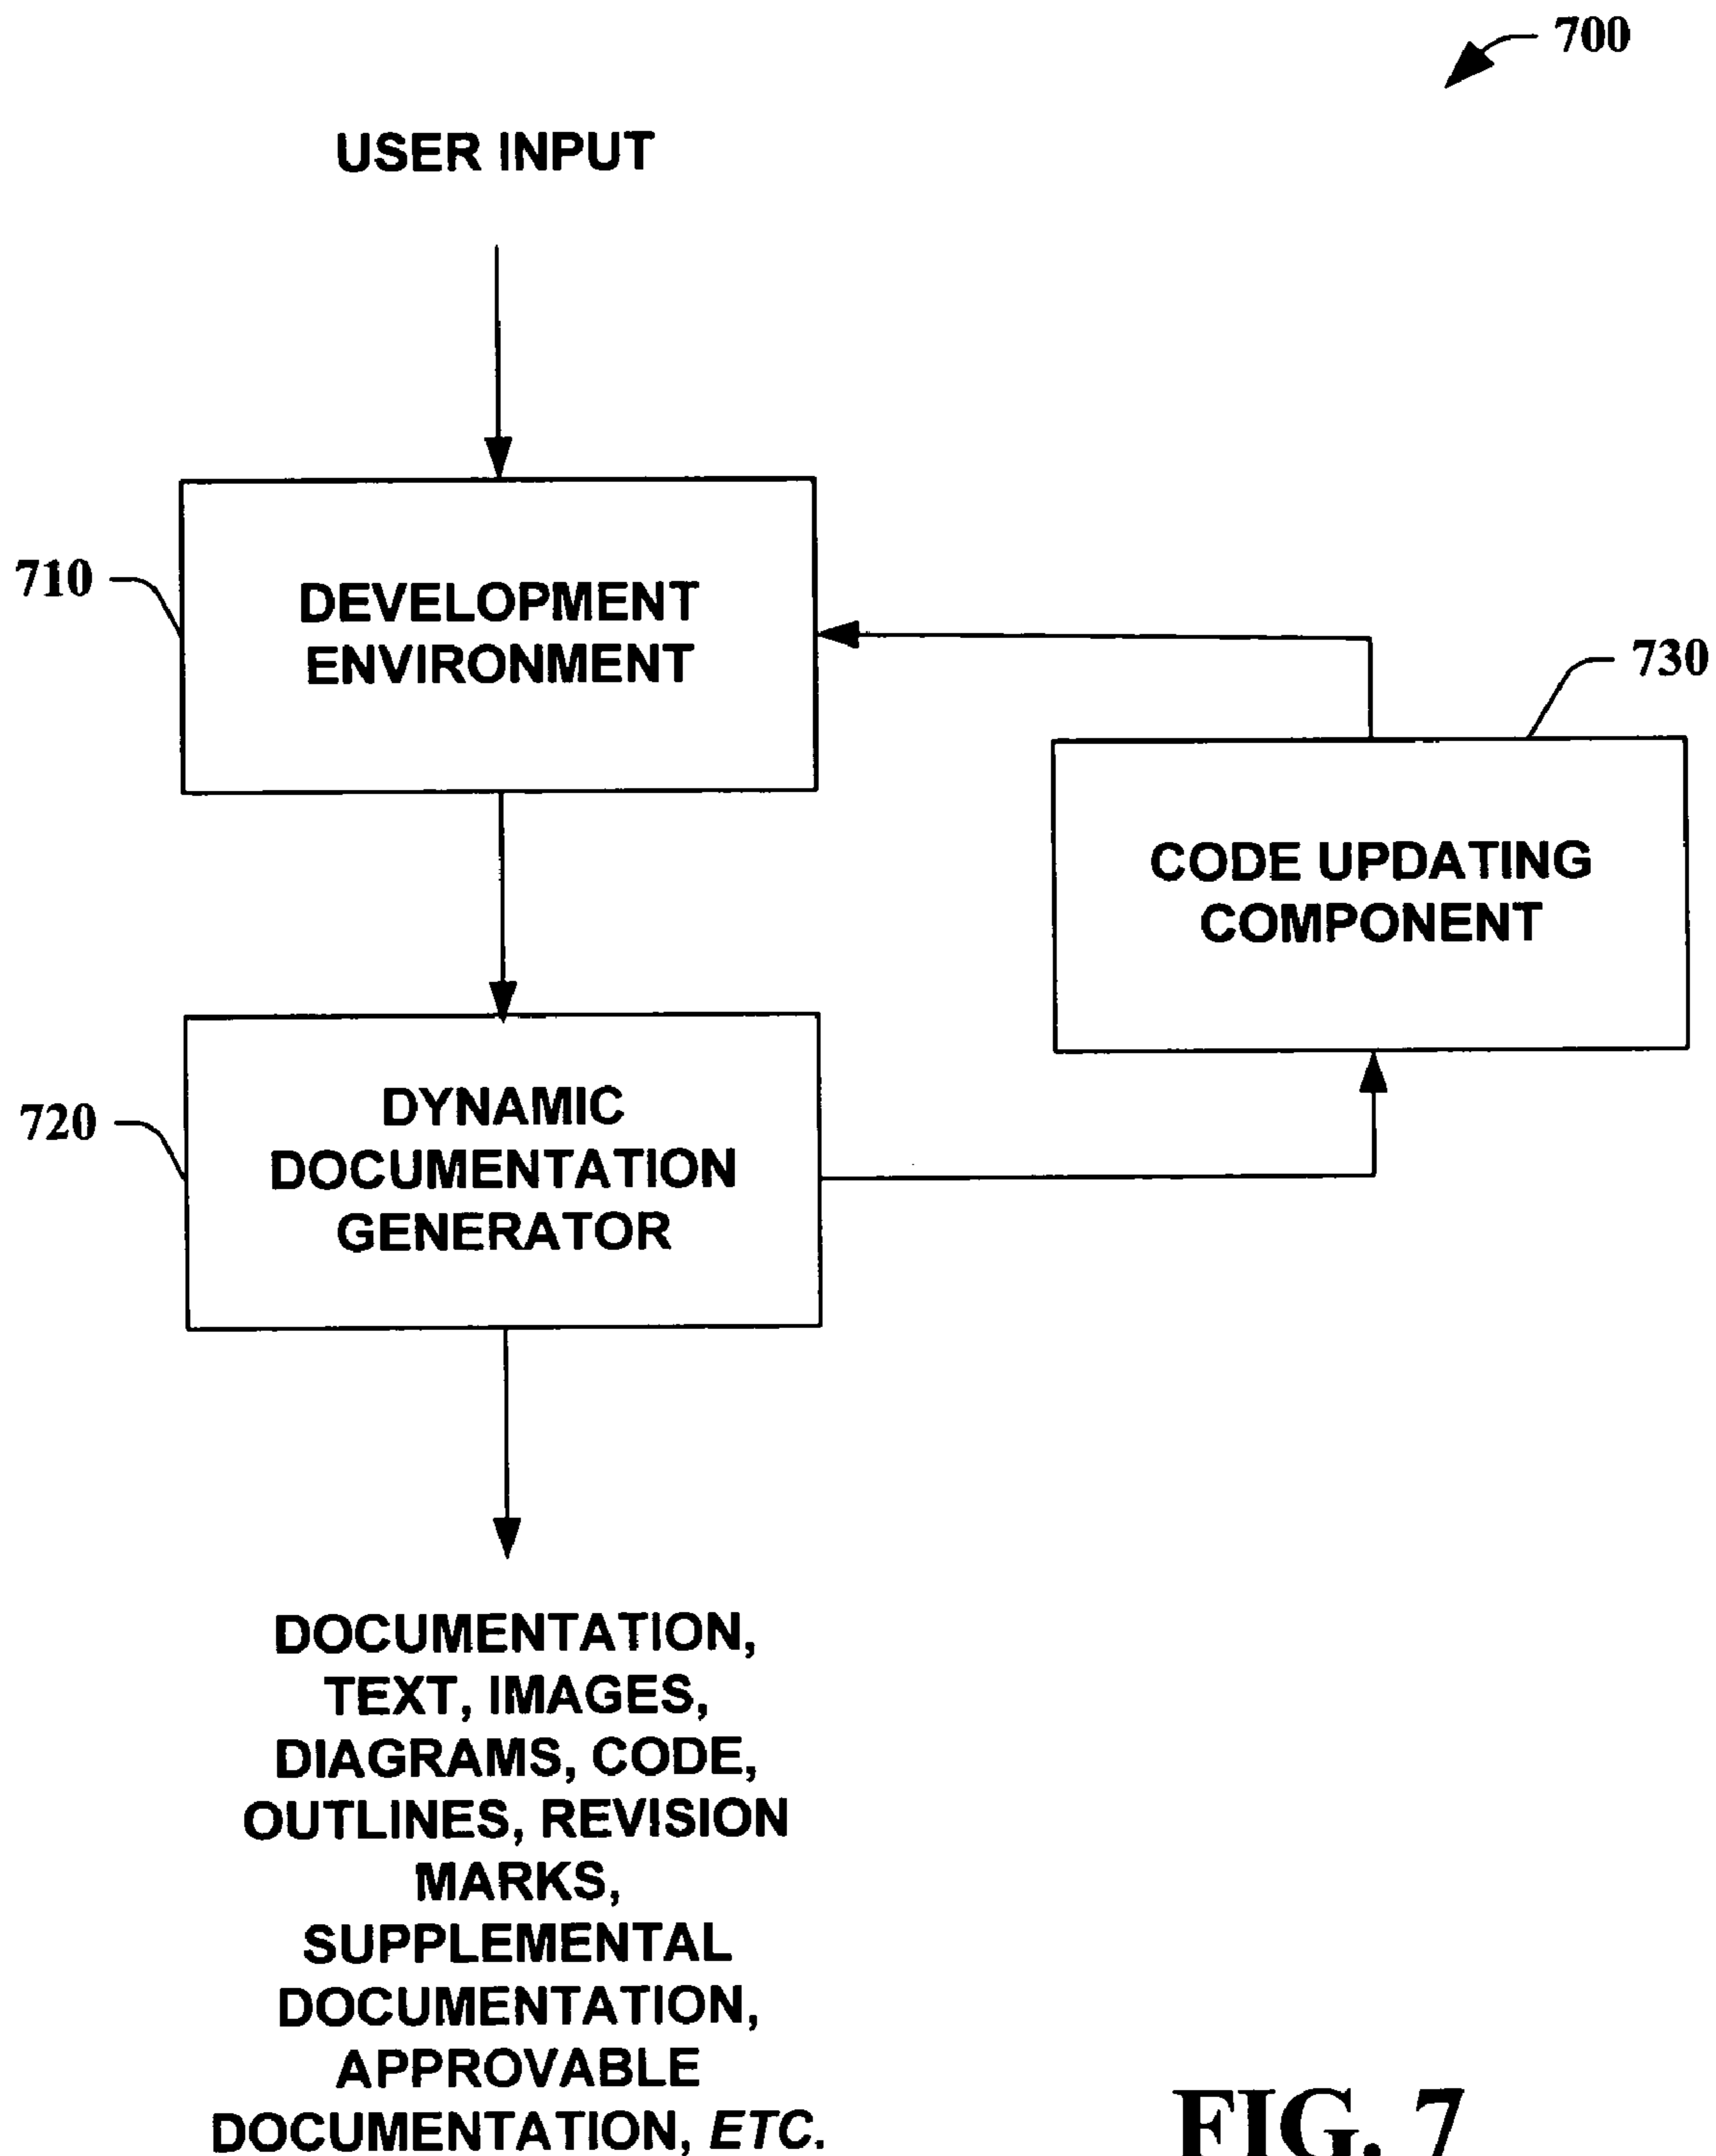 700
USER INPUT
710
DEVELOPMENT
ENVIRONMENT
730
CODE UPDATING
COMPONENT
720
DYNAMIC
DOCUMENTATION
GENERATOR
DOCUMENTATION,
TEXT, IMAGES,
DIAGRAMS, CODE,
OUTLINES, REVISION
MARKS,
SUPPLEMENTAL
DOCUMENTATION,
APPROVABLE
DOCUMENTATION, ETC.
FIG. 7